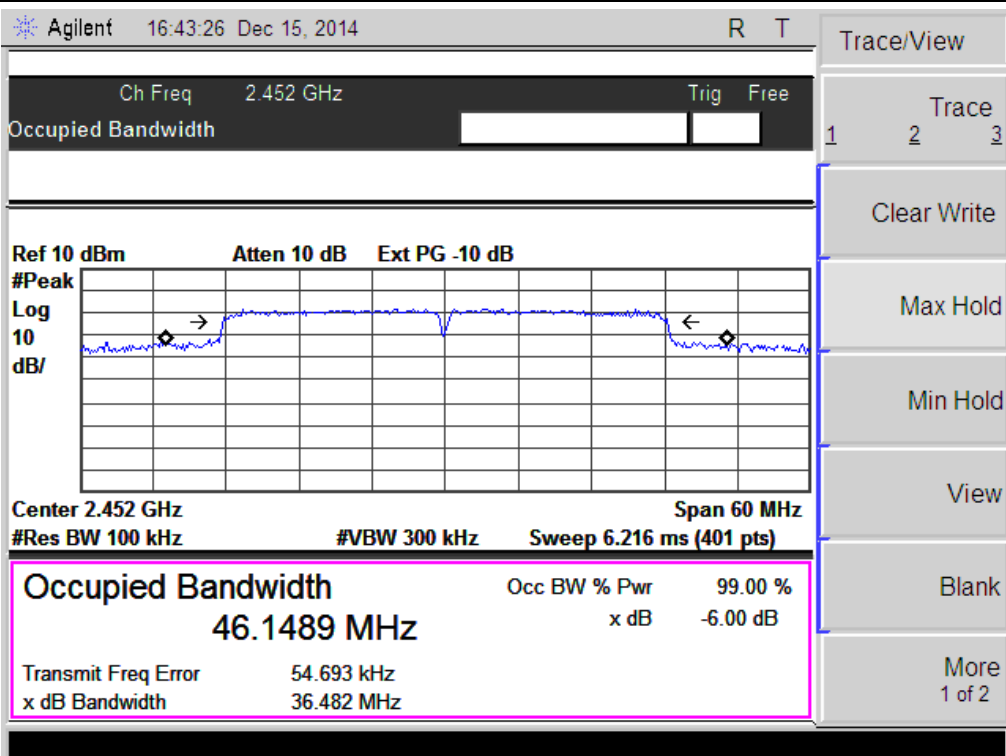 Agilent 16:43:26 Dec 15, 2014 R T
Trace/View
Ch Freq 2.452 GHz Trig Free
Occupied Bandwidth
Trace
1 2 3
Clear Write
Ref 10 dBm Atten 10 dB Ext PG -10 dB
#Peak
Log
10
dB/
Max Hold
Min Hold
View
Center 2.452 GHz Span 60 MHz
#Res BW 100 kHz #VBW 300 kHz Sweep 6.216 ms (401 pts)
Occupied Bandwidth Occ BW % Pwr 99.00 %
46.1489 MHz x dB -6.00 dB
Blank
Transmit Freq Error 54.693 kHz
x dB Bandwidth 36.482 MHz
More
1 of 2